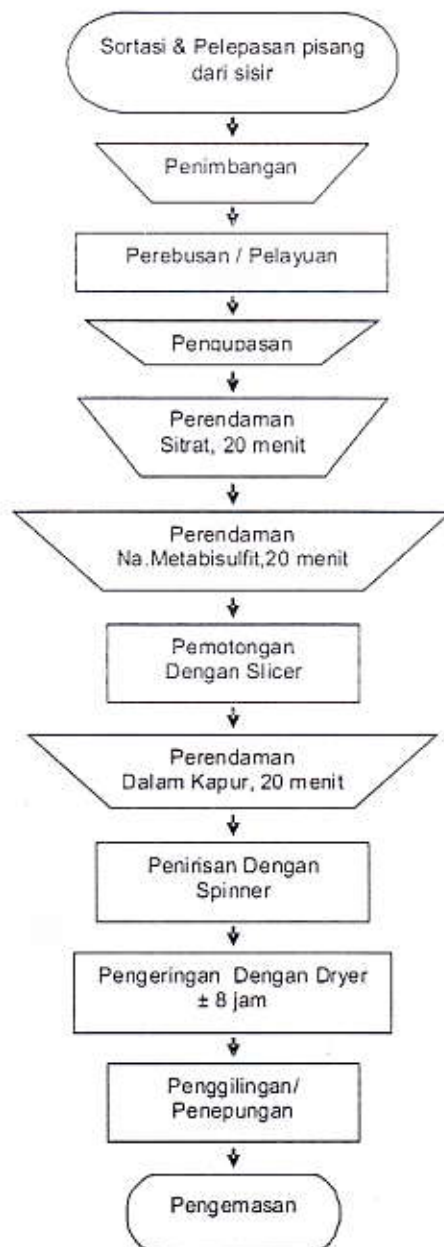 Sortasi & Pelepasan pisang
dari sisir
Penimbangan
Perebusan / Pelayuan
Pengupasan
Perendaman
Sitrat, 20 menit
Perendaman
Na.Metabisulfit,20 menit
Pemotongan
Dengan Slicer
Perendaman
Dalam Kapur, 20 menit
Penirisan Dengan
Spinner
Pengeringan Dengan Dryer
± 8 jam
Penggilingan/
Penepungan
Pengemasan